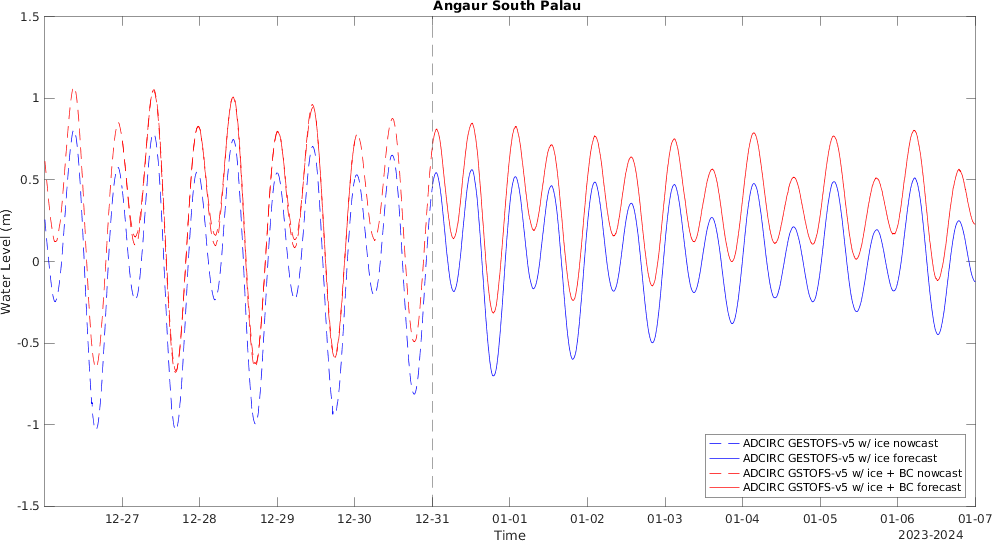 Angaur South Palau
1.5
1
0.5
0
-0.5
-1
-1.5
Water Level (m)
ADCIRC GESTOFS-v5 w/ ice nowcast
ADCIRC GESTOFS-v5 w/ ice forecast
ADCIRC GSTOFS-v5 w/ ice + BC nowcast
ADCIRC GSTOFS-v5 w/ ice + BC forecast
12-27 12-28 12-29 12-30 12-31 01-01 01-02 01-03 01-04 01-05 01-06 01-07
Time
2023-2024